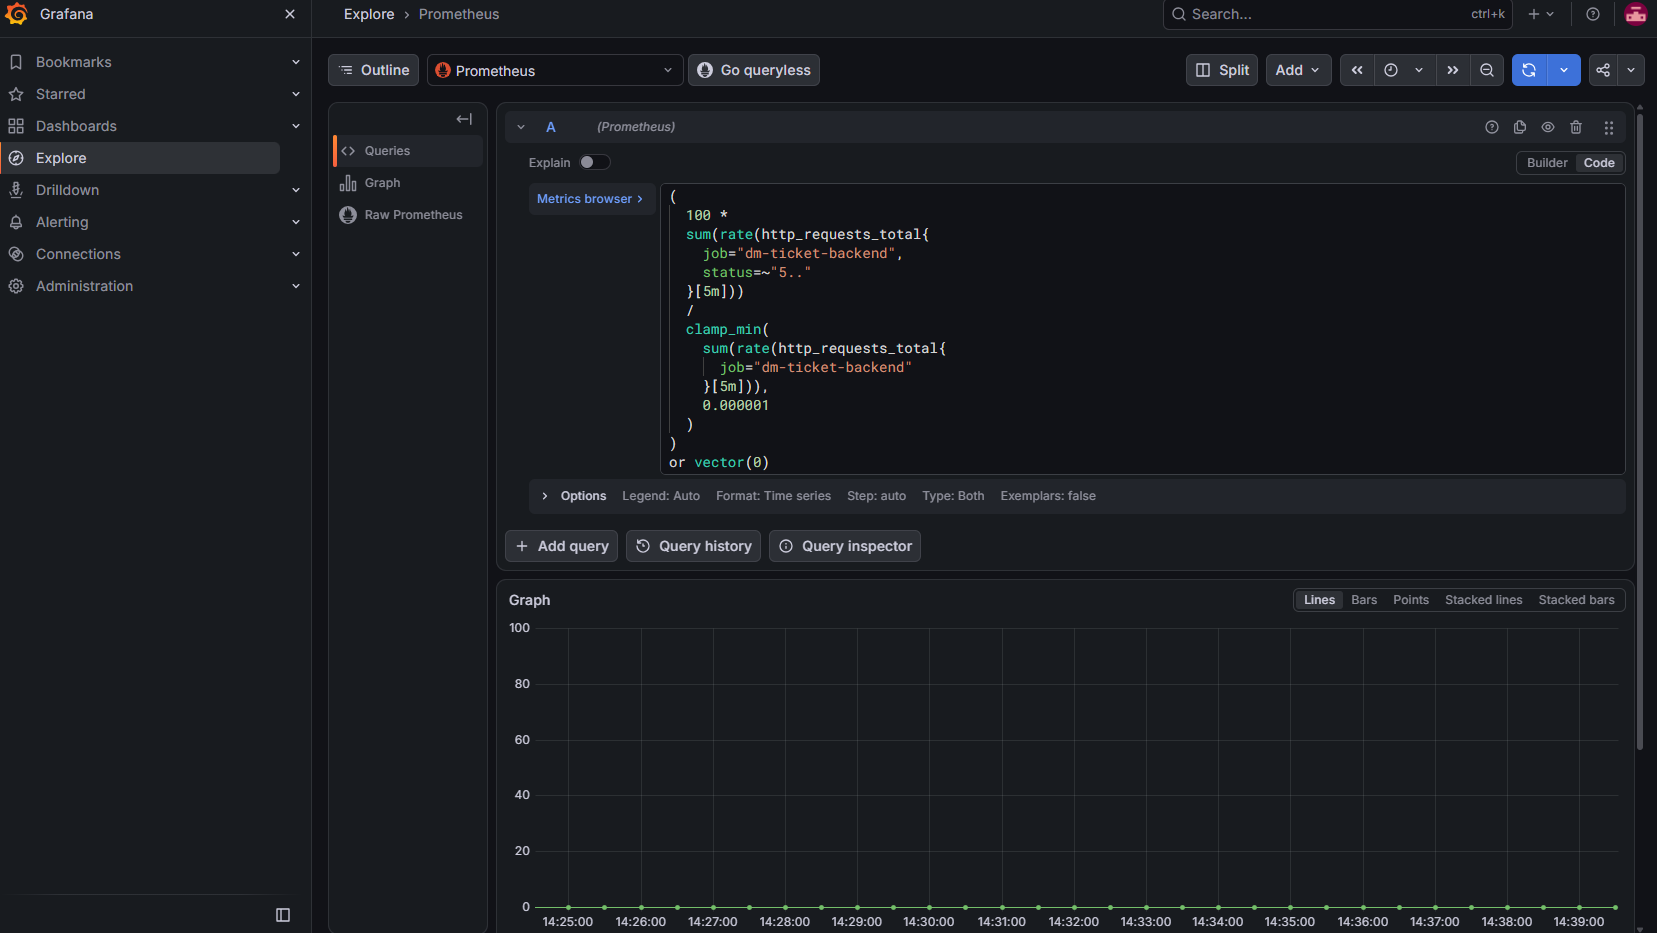 Grafana
Explore › Prometheus
Search...
ctrl+k
Bookmarks
Starred
Dashboards
Explore
Drilldown
Alerting
Connections
Administration
Outline
Prometheus
Go queryless
Split
Add
Queries
Graph
Raw Prometheus
A
(Prometheus)
Explain
Builder
Code
Metrics browser >
(
  100 *
  sum(rate(http_requests_total{
    job="dm-ticket-backend",
    status=~"5.."
  }[5m]))
  /
  clamp_min(
    sum(rate(http_requests_total{
      job="dm-ticket-backend"
    }[5m])),
    0.000001
  )
)
or vector(0)
Options
Legend: Auto
Format: Time series
Step: auto
Type: Both
Exemplars: false
+ Add query
Query history
Query inspector
Graph
Lines
Bars
Points
Stacked lines
Stacked bars
100
80
60
40
20
0
14:25:00
14:26:00
14:27:00
14:28:00
14:29:00
14:30:00
14:31:00
14:32:00
14:33:00
14:34:00
14:35:00
14:36:00
14:37:00
14:38:00
14:39:00